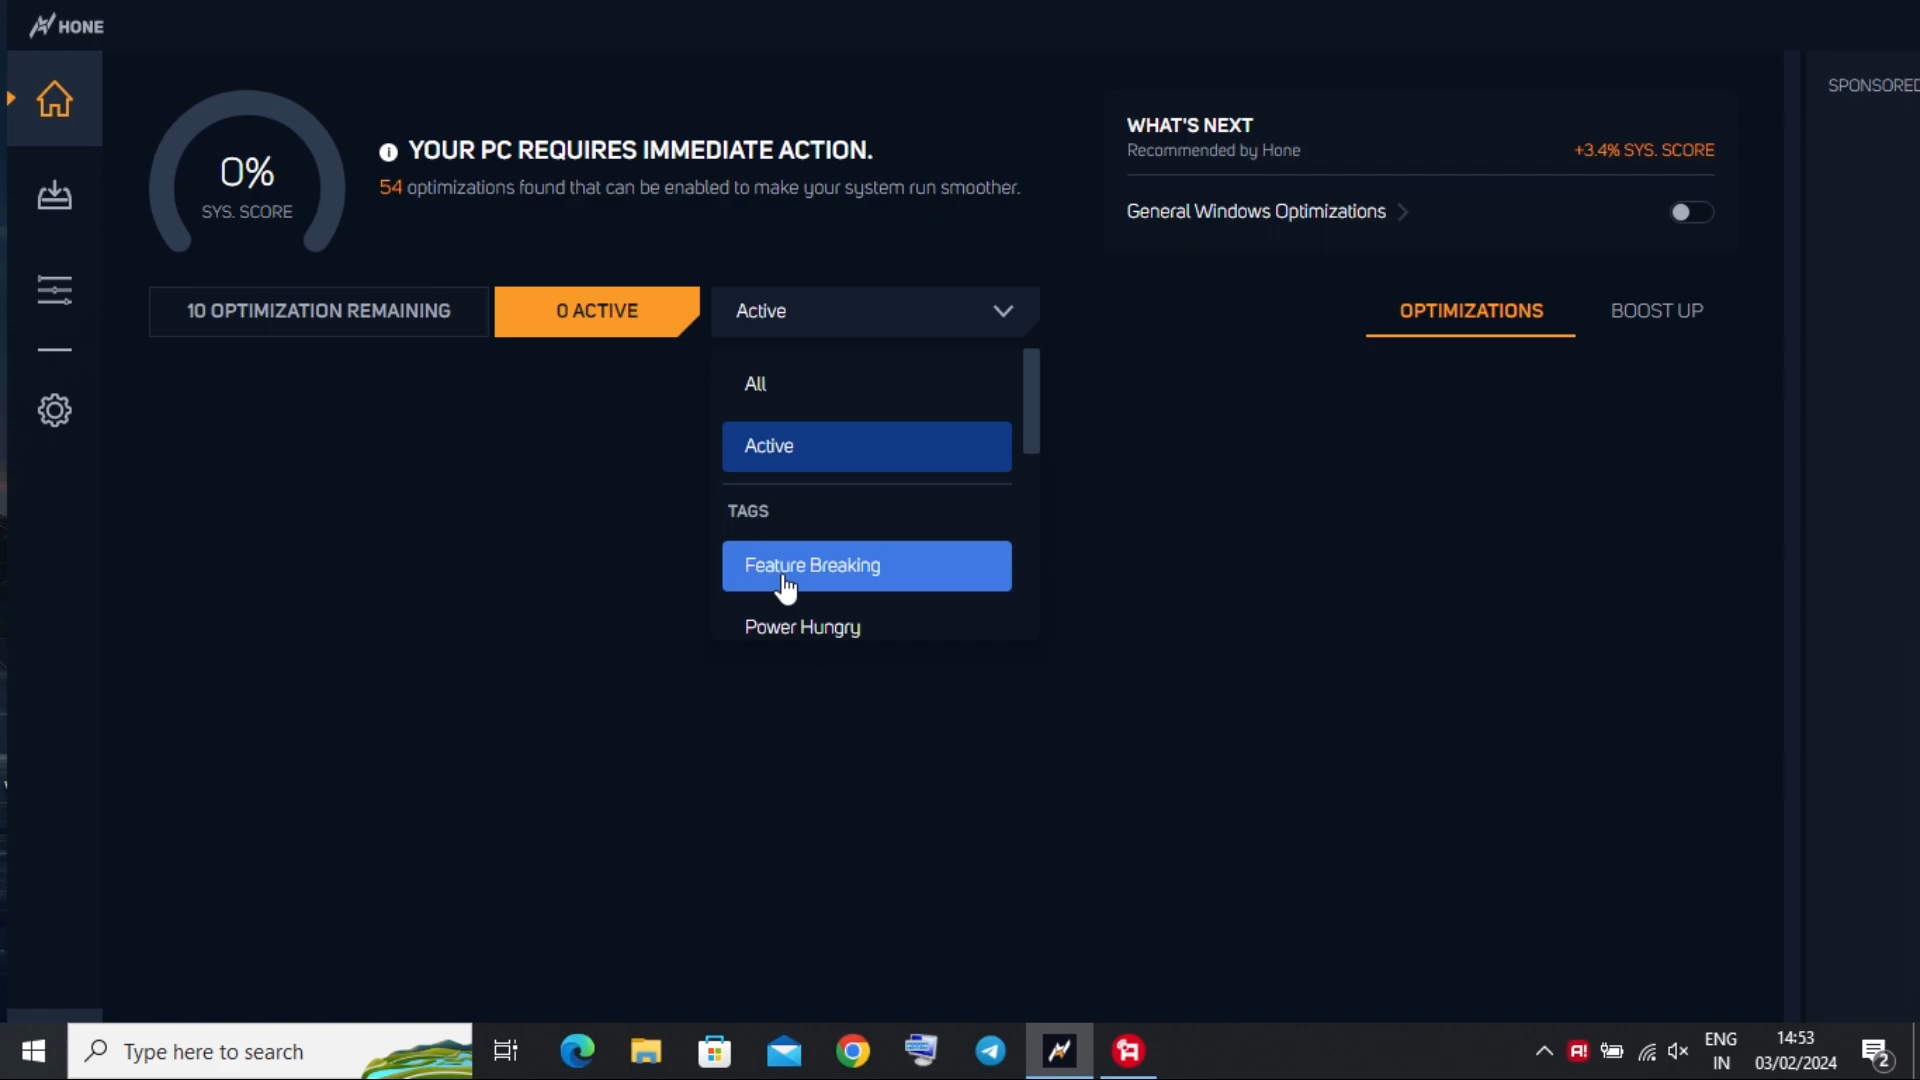 HONE
SPONSORED
0%
SYS. SCORE
YOUR PC REQUIRES IMMEDIATE ACTION.
54 optimizations found that can be enabled to make your system run smoother.
WHAT'S NEXT
Recommended by Hone
+3.4% SYS. SCORE
General Windows Optimizations
10 OPTIMIZATION REMAINING
0 ACTIVE
Active
OPTIMIZATIONS
BOOST UP
All
Active
TAGS
Feature Breaking
Power Hungry
Type here to search
ENG
IN
14:53
03/02/2024
2